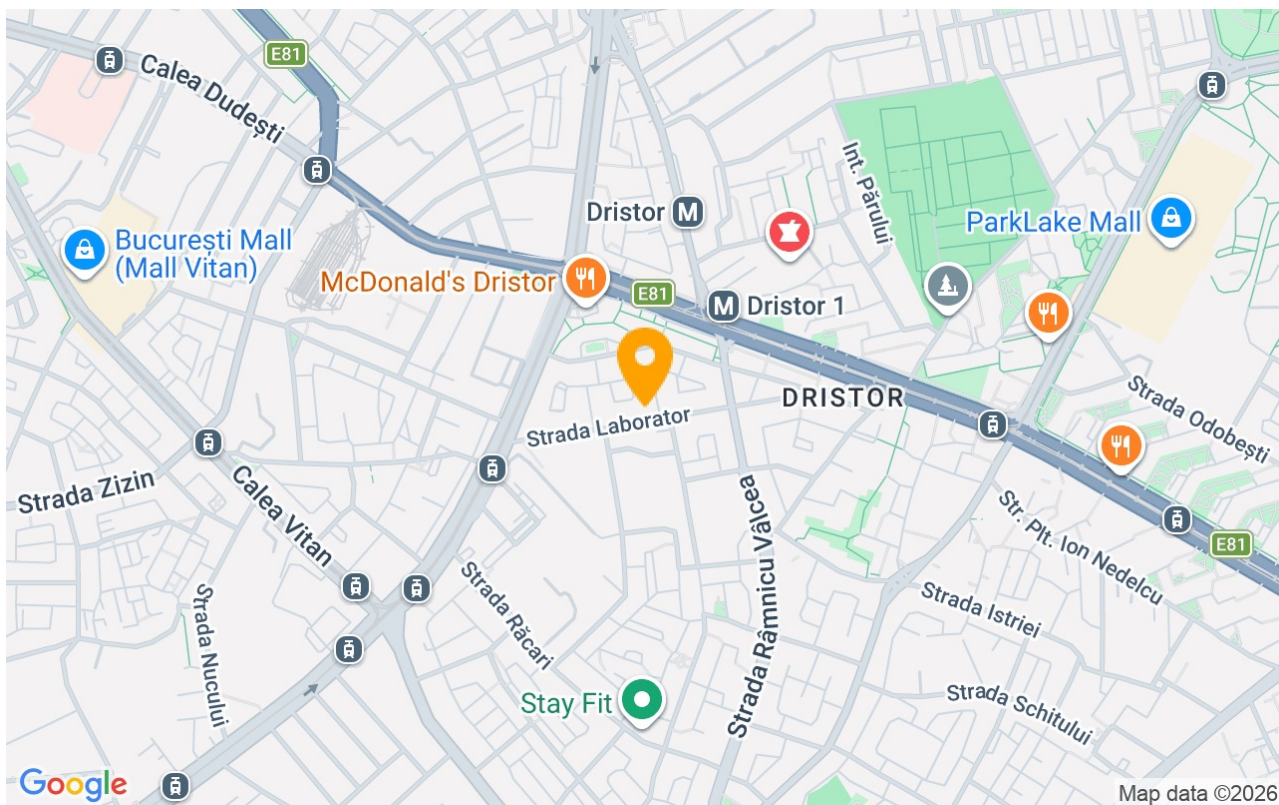 E81
Calea Dudești
Int. Părului
Dristor
ParkLake Mall
București Mall
(Mall Vitan)
McDonald's Dristor
E81
Dristor 1
DRISTOR
Strada Odobești
Strada Laborator
Strada Zizin
Calea Vitan
Strada Râmnicu Vâlcea
Str. Plt. Ion Nedelcu
E81
Strada Nucului
Strada Răcari
Strada Istriei
Strada Schitului
Stay Fit
Google
Map data ©2026